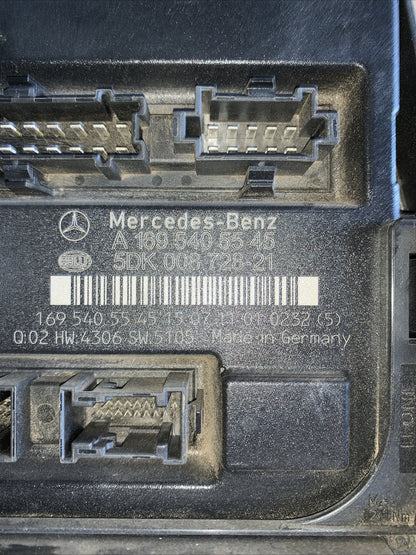 Mercedes-Benz
A 169 540 55 45
HELLA
5DK 008 728-21
169 540 55 45 15 07 11 01 0232 (5)
Q:02 HW:4306 SW:5105 Made in Germany